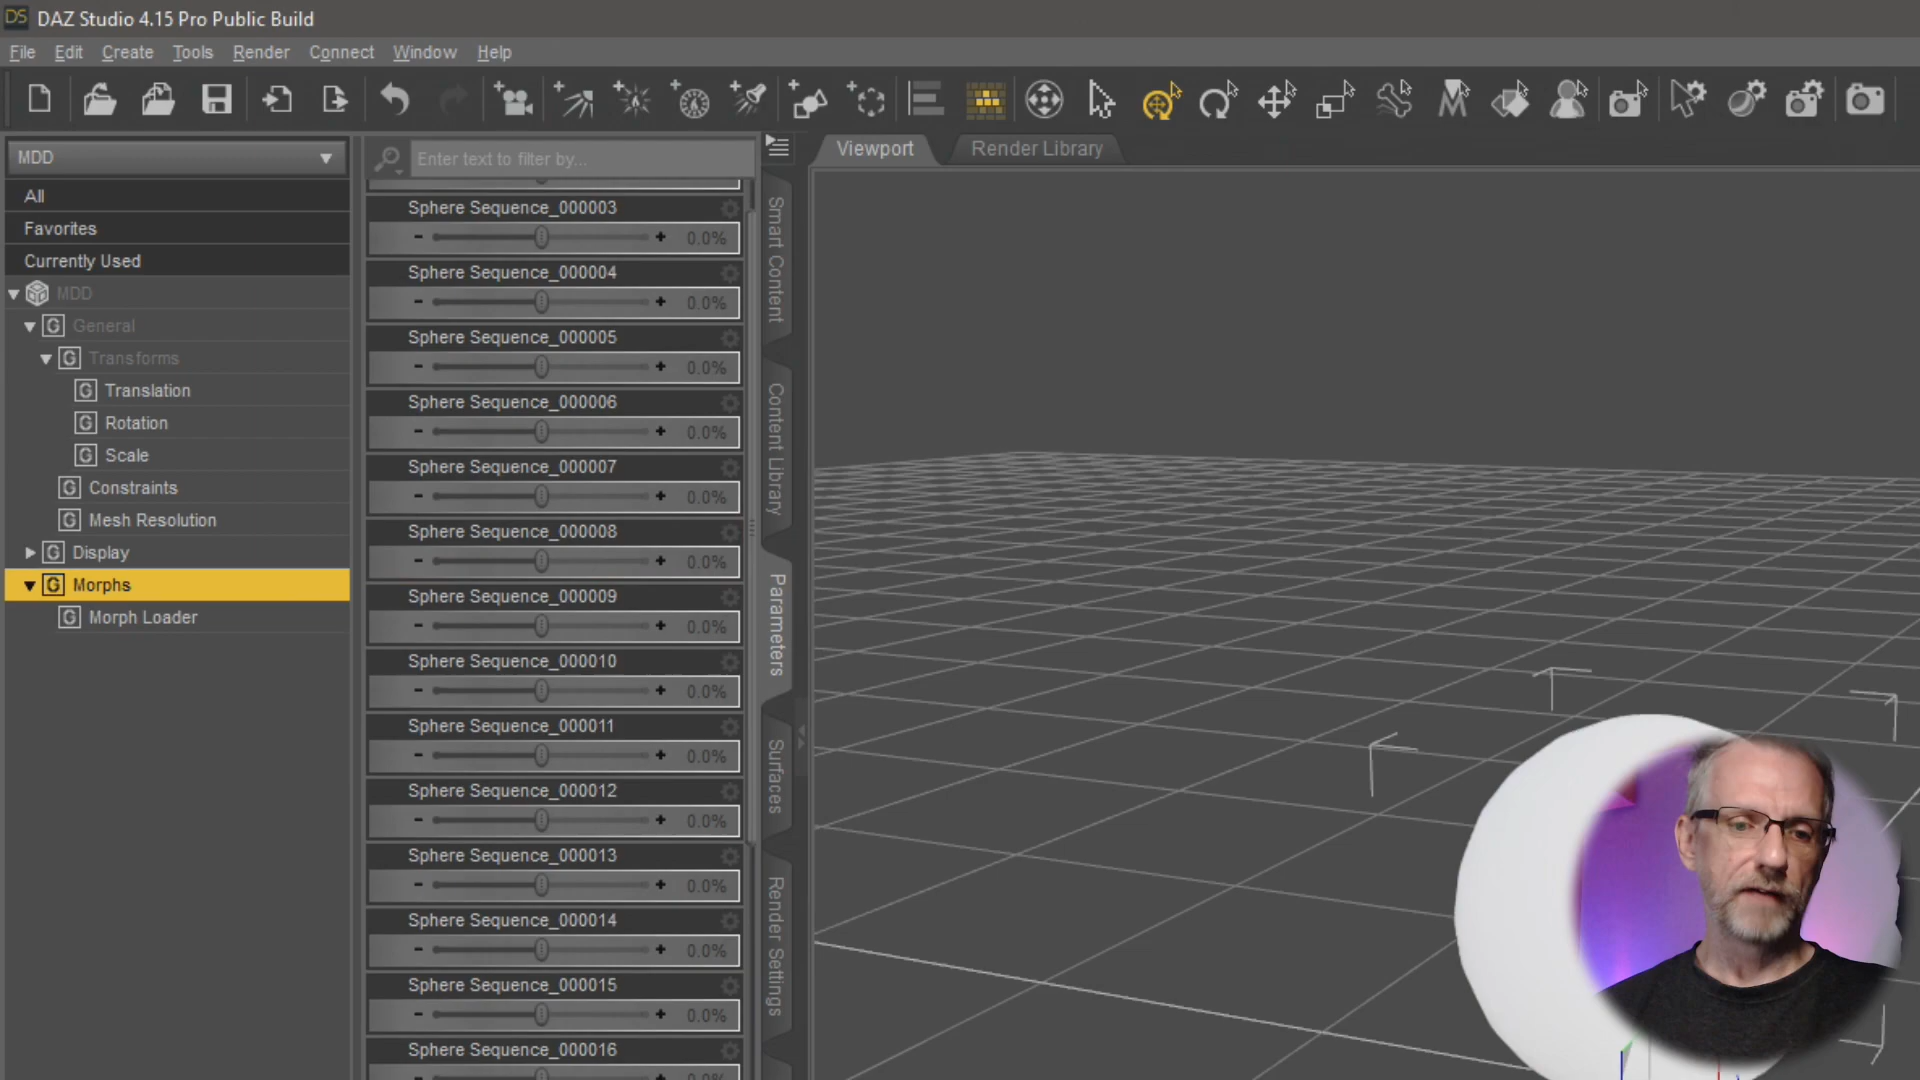 DS DAZ Studio 4.15 Pro Public Build
File Edit Create Tools Render Connect Window Help
MDD
Enter text to filter by...
Viewport
Render Library
All
Favorites
Currently Used
MDD
G General
G Transforms
G Translation
G Rotation
G Scale
G Constraints
G Mesh Resolution
G Display
G Morphs
G Morph Loader
Sphere Sequence_000003
- + 0.0%
Sphere Sequence_000004
- + 0.0%
Sphere Sequence_000005
- + 0.0%
Sphere Sequence_000006
- + 0.0%
Sphere Sequence_000007
- + 0.0%
Sphere Sequence_000008
- + 0.0%
Sphere Sequence_000009
- + 0.0%
Sphere Sequence_000010
- + 0.0%
Sphere Sequence_000011
- + 0.0%
Sphere Sequence_000012
- + 0.0%
Sphere Sequence_000013
- + 0.0%
Sphere Sequence_000014
- + 0.0%
Sphere Sequence_000015
- + 0.0%
Sphere Sequence_000016
Smart Content
Content Library
Parameters
Surfaces
Render Settings